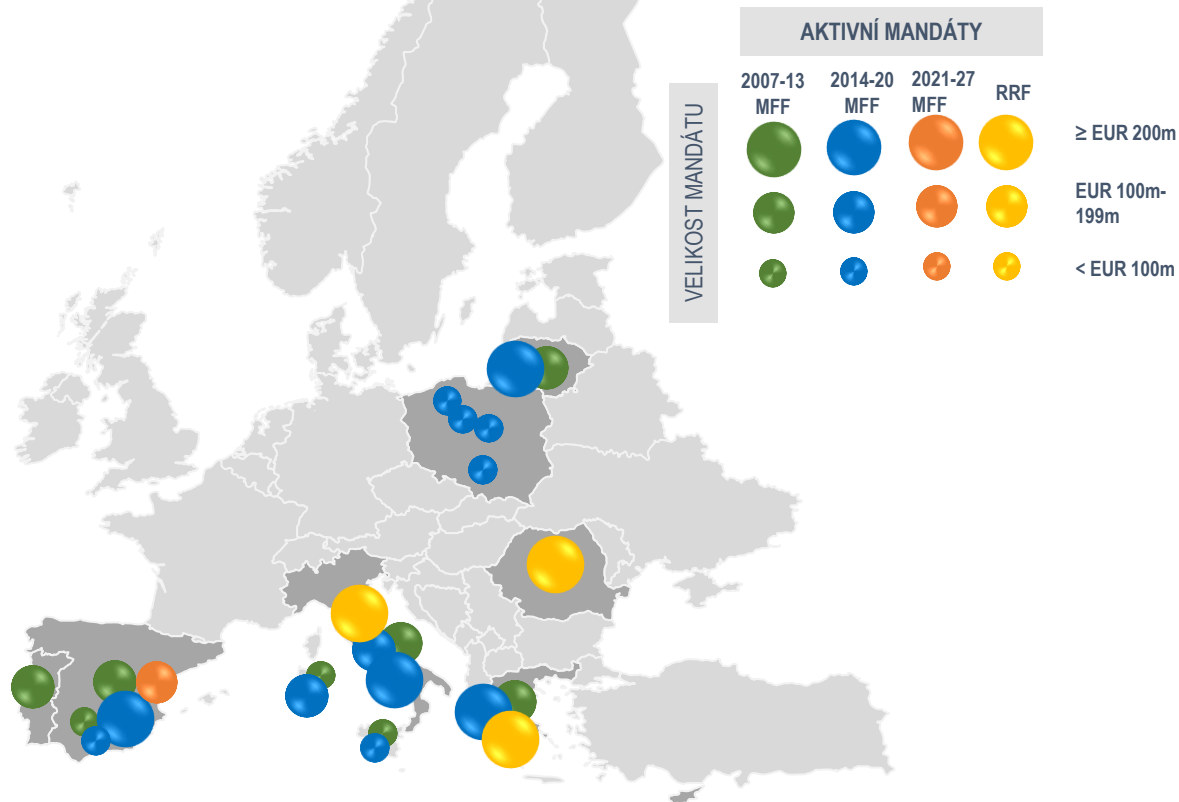 AKTIVNÍ MANDÁTY
VELIKOST MANDÁTU
2007-13
MFF
2014-20
MFF
2021-27
MFF
RRF
≥ EUR 200m
EUR 100m-
199m
< EUR 100m